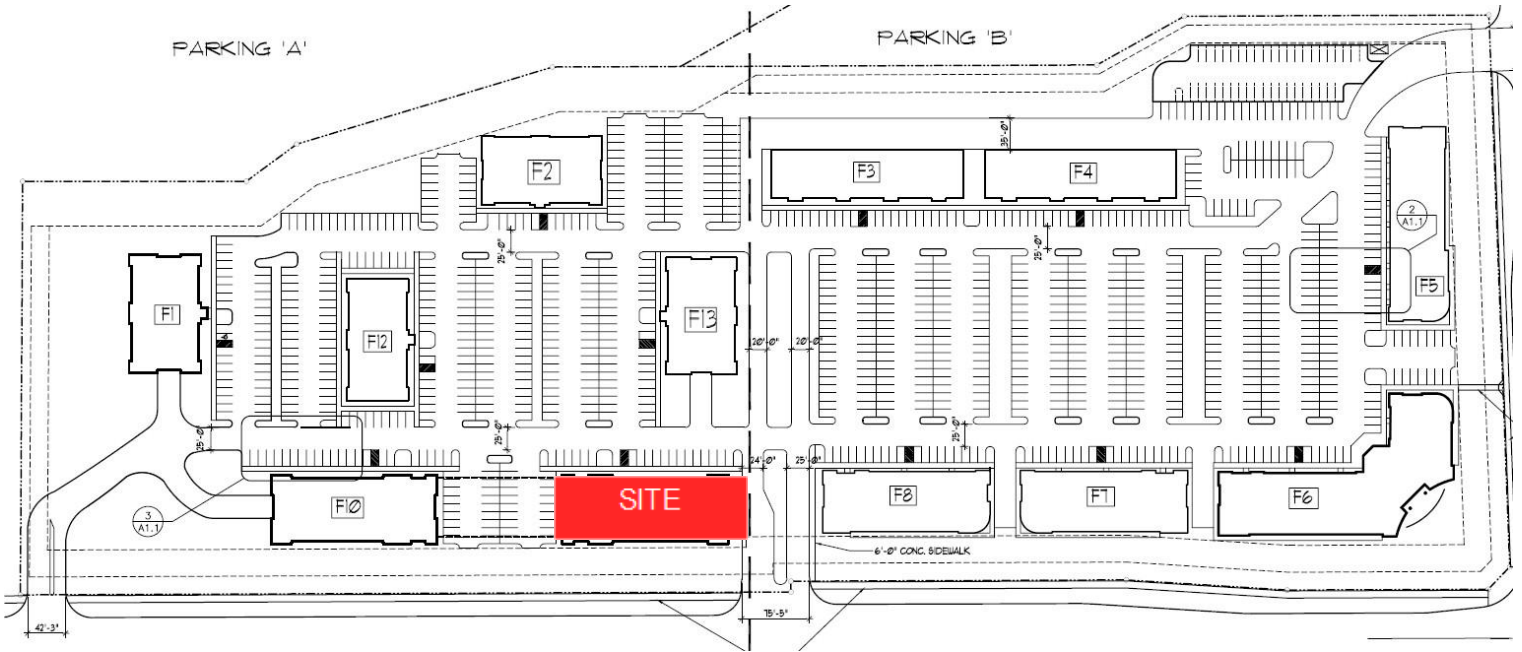 PARKING 'A'
PARKING 'B'
35'-0"
F2
F3
F4
2
A1.1
25'-0"
25'-0"
F5
F1
F12
F13
20'-0"
20'-0"
25'-0"
25'-0"
25'-0"
24'-0"
25'-0"
F10
SITE
F8
F7
F6
3
A1.1
6'-0" CONC. SIDEWALK
75'-5"
42'-3"